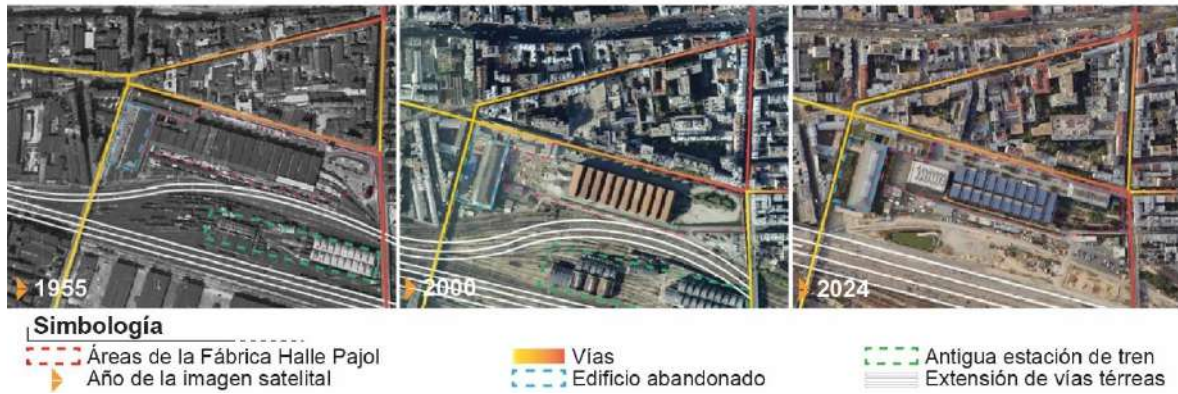 1955
2000
2024
Simbología
Áreas de la Fábrica Halle Pajol
Año de la imagen satelital
Vías
Edificio abandonado
Antigua estación de tren
Extensión de vías térreas